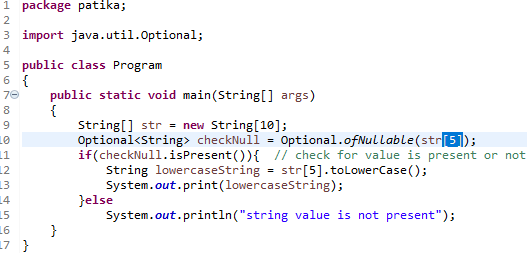 1 package patika;
2
3 import java.util.Optional;
4
5 public class Program
6 {
7 public static void main(String[] args)
8 {
9 String[] str = new String[10];
10 Optional<String> checkNull = Optional.ofNullable(str[5]);
11 if(checkNull.isPresent()){ // check for value is present or not
12 String lowercaseString = str[5].toLowerCase();
13 System.out.print(lowercaseString);
14 }else
15 System.out.println("string value is not present");
16 }
17 }